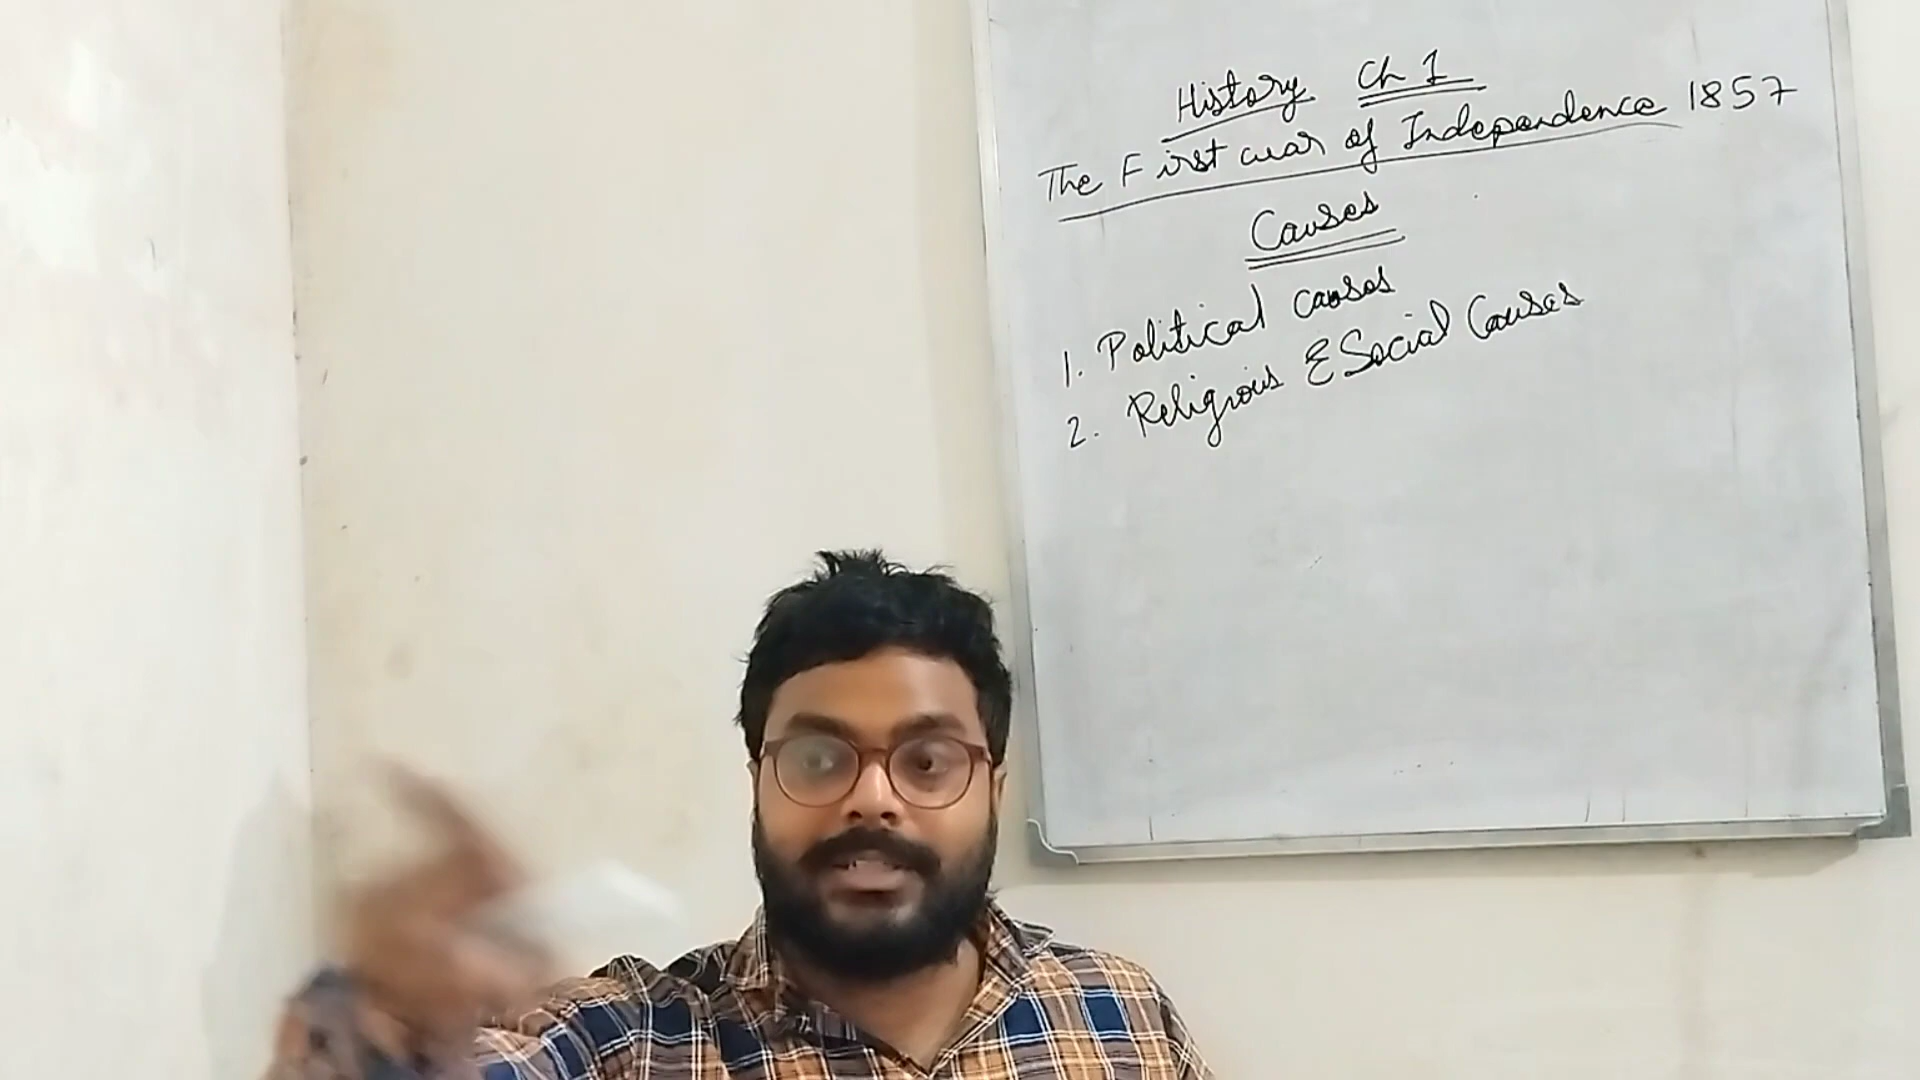 History Ch 1
The First war of Independence 1857
Causes
1. Political causes
2. Religious & Social Causes